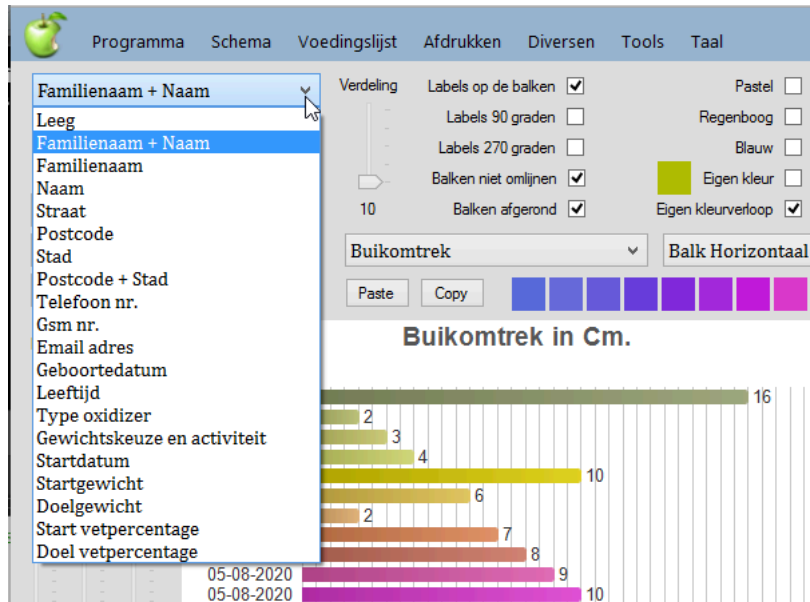 Programma Schema Voedingslijst Afdrukken Diversen Tools Taal
Familienaam + Naam
Leeg
Familienaam + Naam
Familienaam
Naam
Straat
Postcode
Stad
Postcode + Stad
Telefoon nr.
Gsm nr.
Email adres
Geboortedatum
Leeftijd
Type oxidizer
Gewichtskeuze en activiteit
Startdatum
Startgewicht
Doelgewicht
Start vetpercentage
Doel vetpercentage
Verdeling
10
Labels op de balken
Labels 90 graden
Labels 270 graden
Balken niet omlijnen
Balken afgerond
Pastel
Regenboog
Blauw
Eigen kleur
Eigen kleurverloop
Buikomtrek
Balk Horizontaal
Paste Copy
Buikomtrek in Cm.
16
2
3
4
10
6
2
7
8
05-08-2020 9
05-08-2020 10